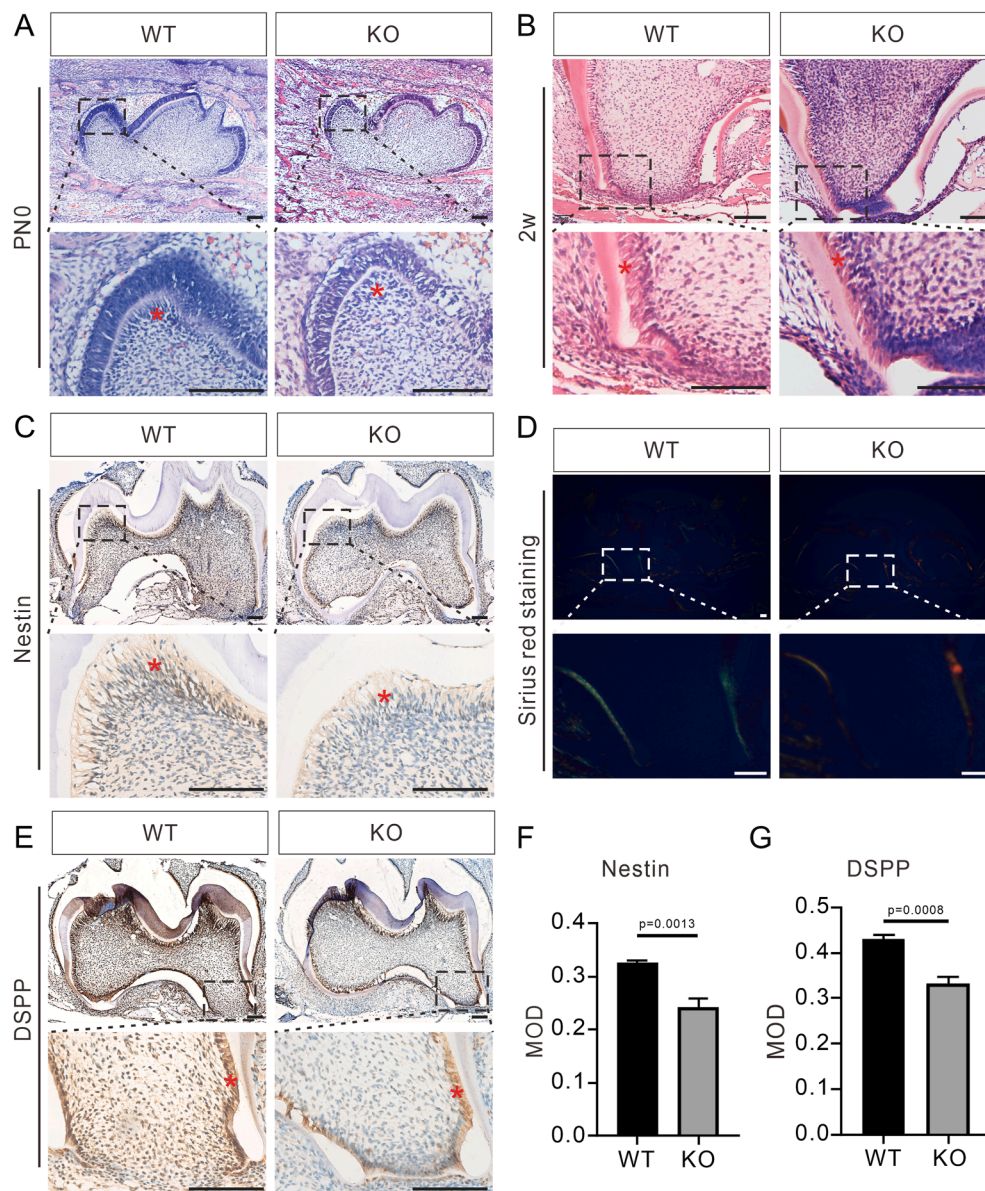 A
WT
KO
PN0
*
*
B
WT
KO
2w
*
*
C
WT
KO
Nestin
*
*
D
WT
KO
Sirius red staining
E
WT
KO
DSPP
*
*
F
Nestin
p=0.0013
0.4
0.3
0.2
0.1
0.0
MOD
WT
KO
G
DSPP
p=0.0008
0.5
0.4
0.3
0.2
0.1
0.0
MOD
WT
KO